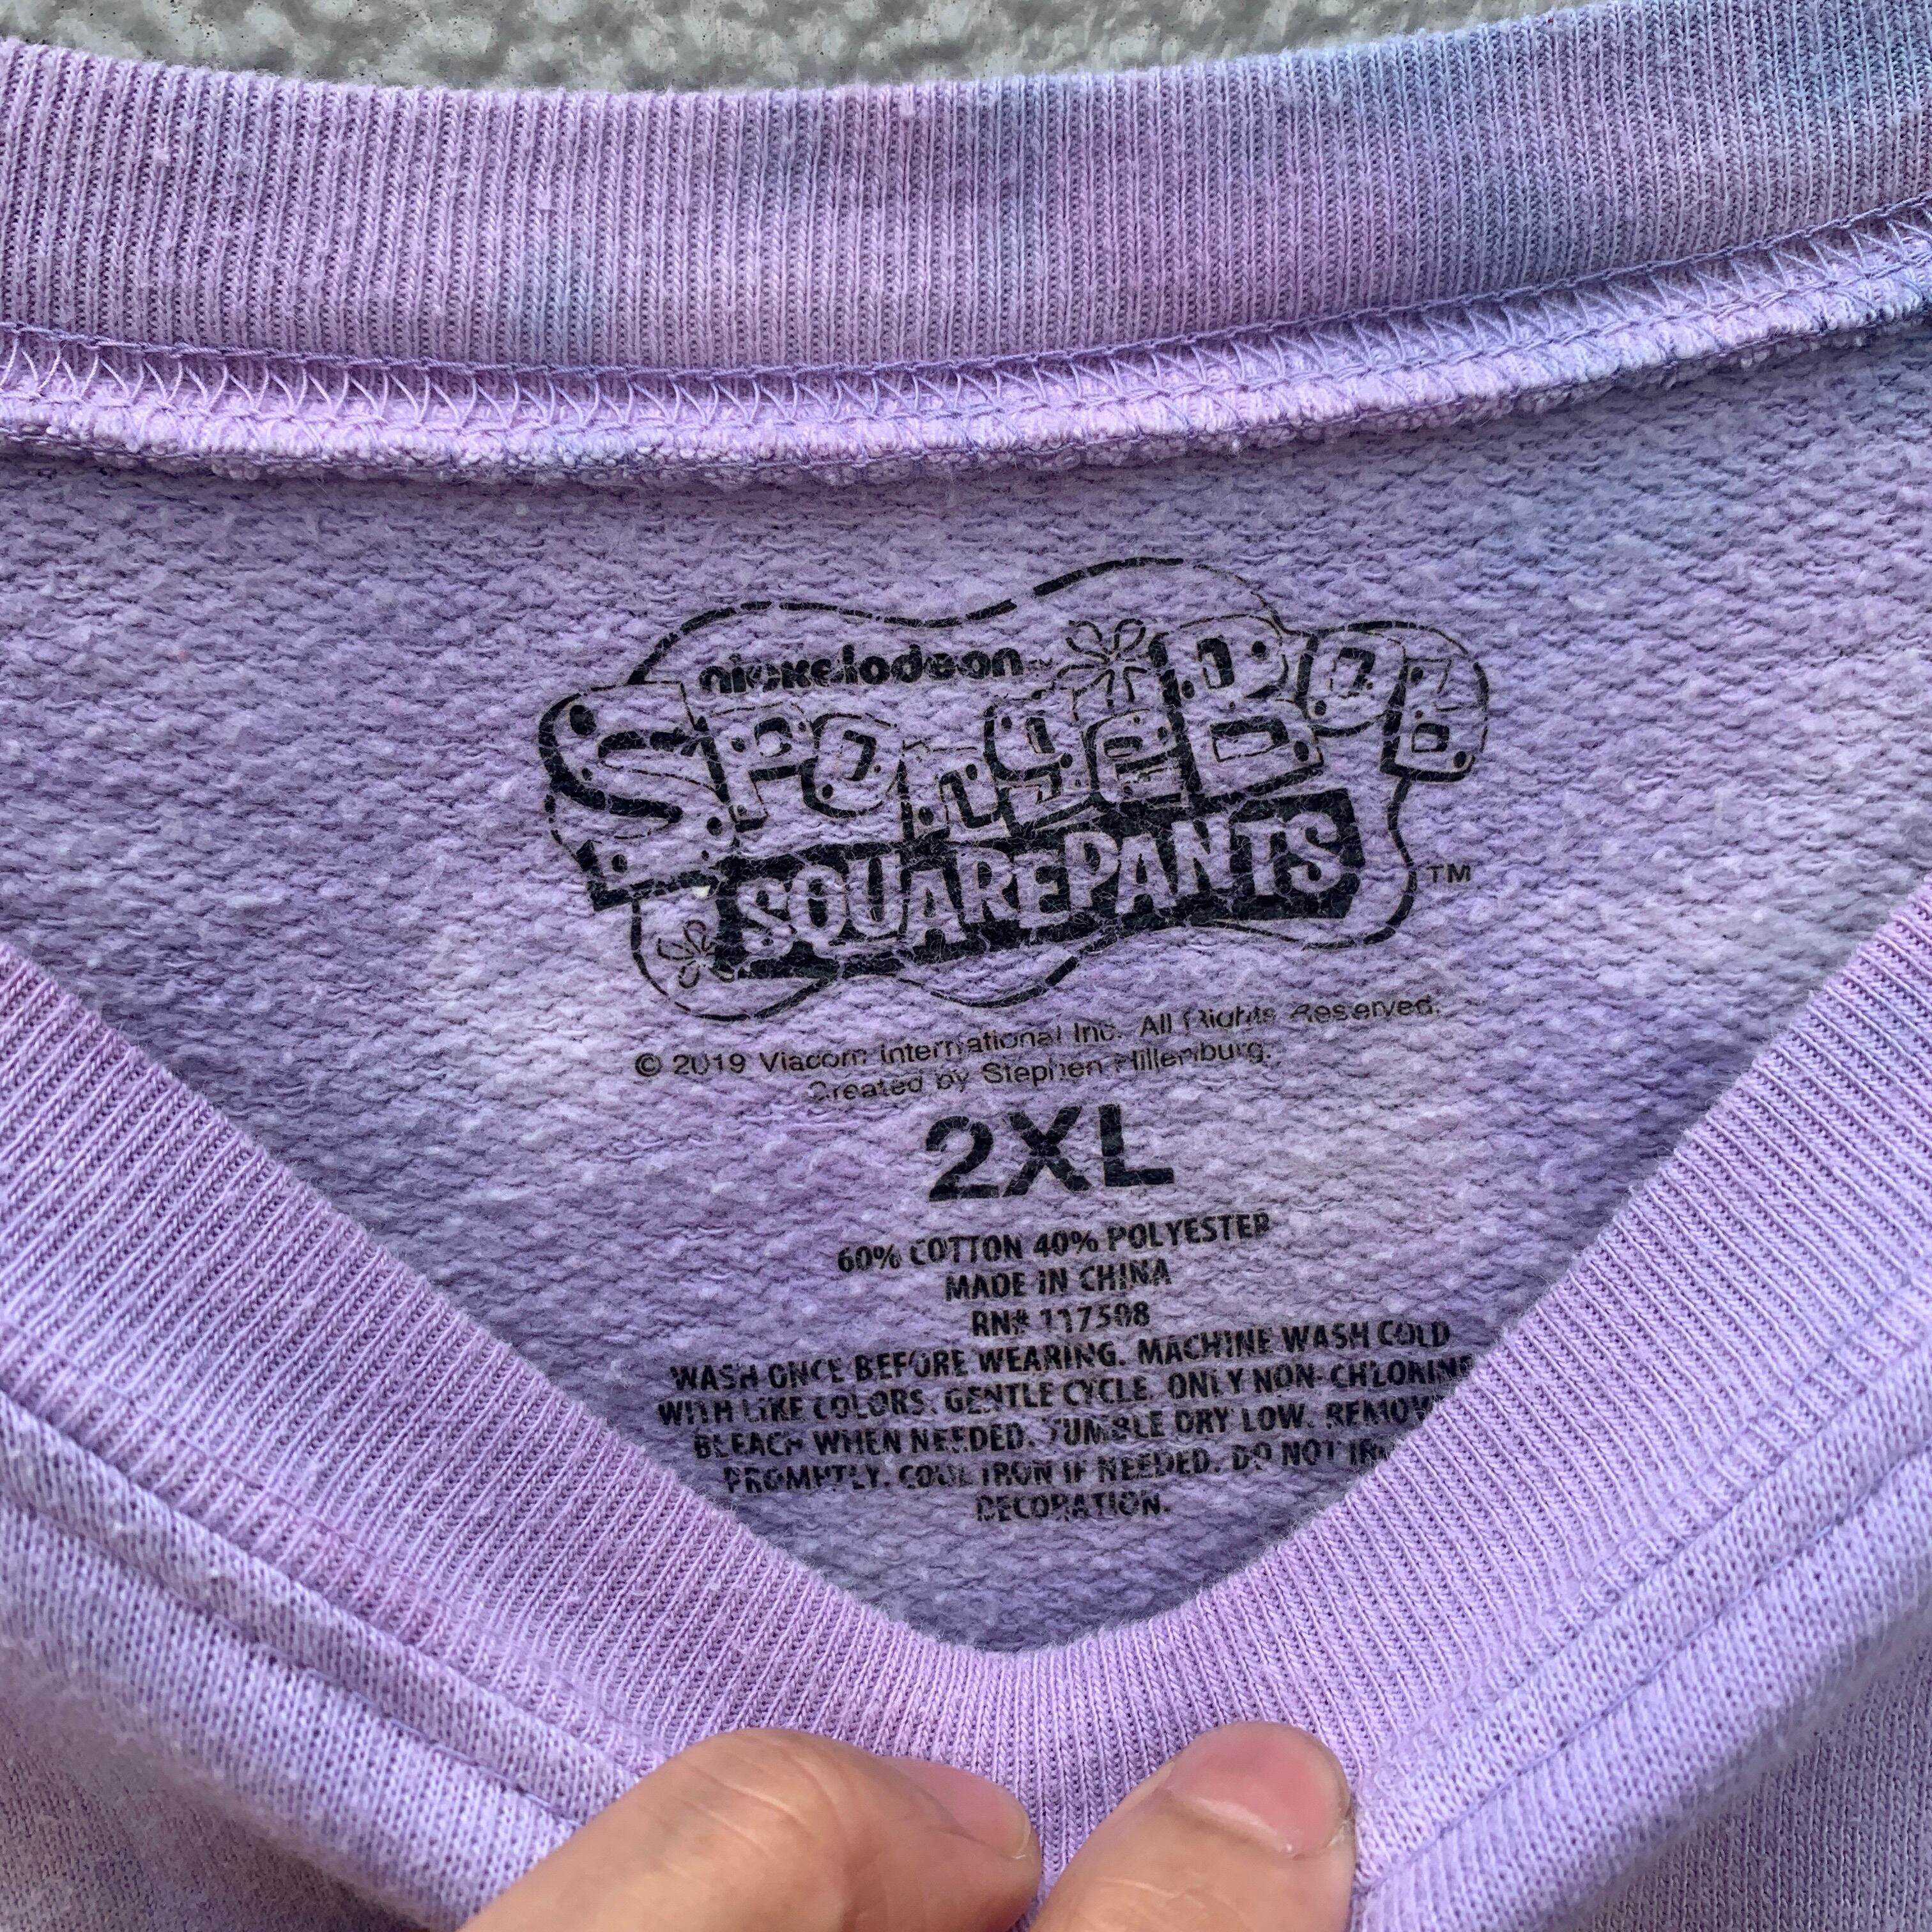 nickelodeon
SpongeBob
SQUAREPANTS TM
© 2019 Viacom International Inc. All Rights Reserved.
Created by Stephen Hillenburg.
2XL
60% COTTON 40% POLYESTER
MADE IN CHINA
RN# 117508
WASH ONCE BEFORE WEARING. MACHINE WASH COLD
WITH LIKE COLORS. GENTLE CYCLE. ONLY NON-CHLORINE
BLEACH WHEN NEEDED. TUMBLE DRY LOW. REMOV
PROMPTLY. COOL IRON IF NEEDED. DO NOT IR
DECORATION.